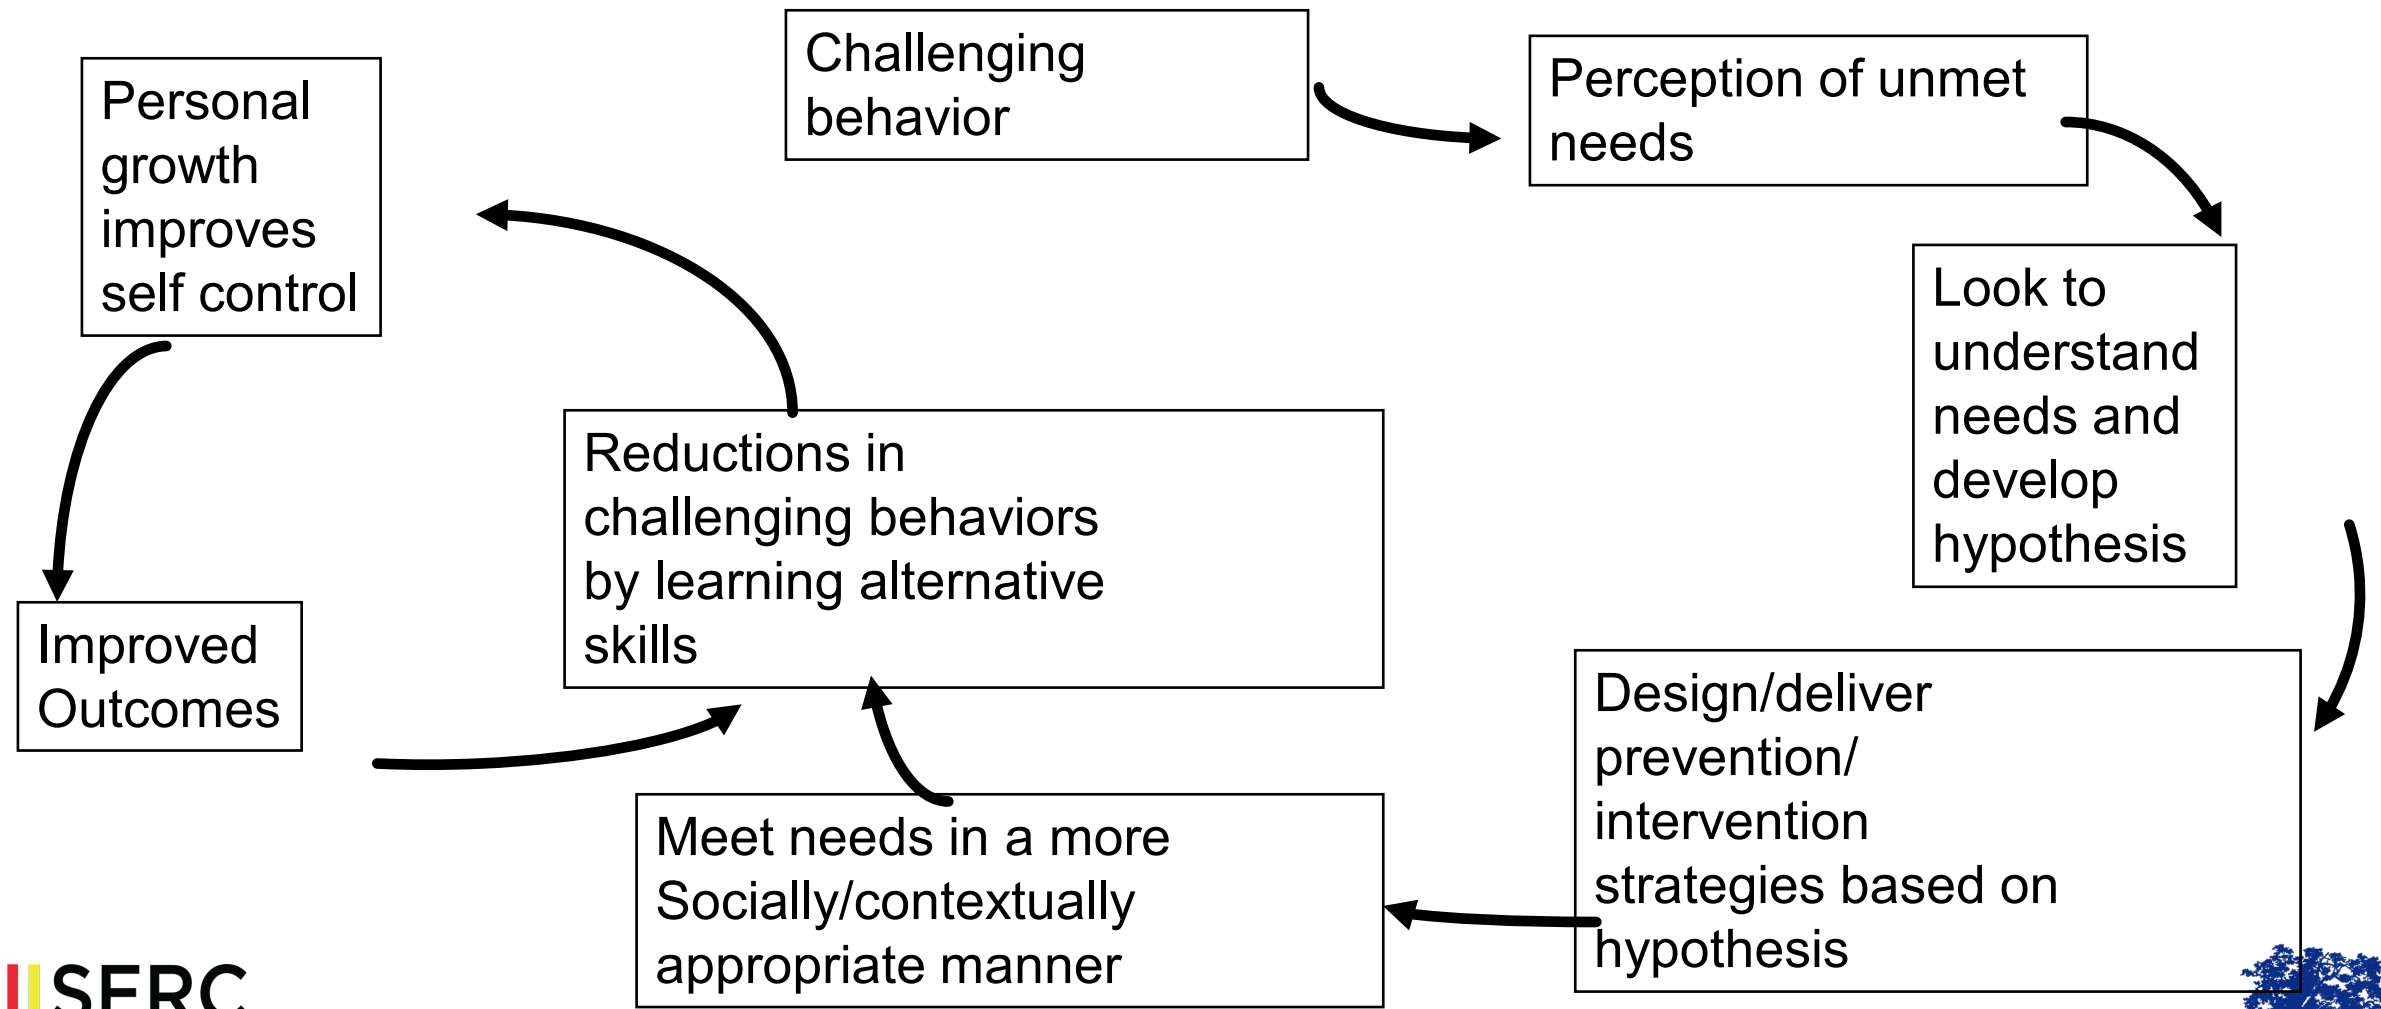 Challenging
behavior
Perception of unmet
needs
Look to
understand
needs and
develop
hypothesis
Design/deliver
prevention/
intervention
strategies based on
hypothesis
Meet needs in a more
Socially/contextually
appropriate manner
Reductions in
challenging behaviors
by learning alternative
skills
Personal
growth
improves
self control
Improved
Outcomes
SERC